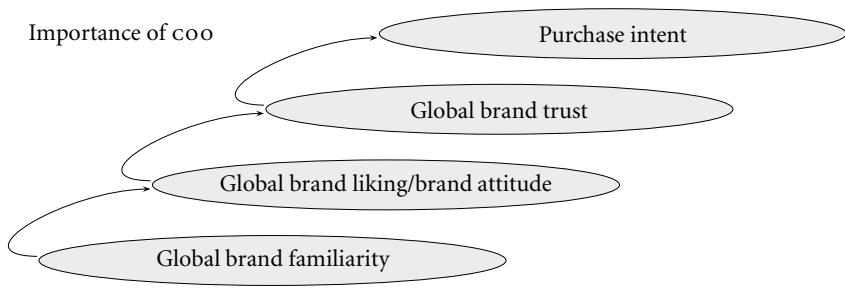 Importance of COO
Purchase intent
Global brand trust
Global brand liking/brand attitude
Global brand familiarity